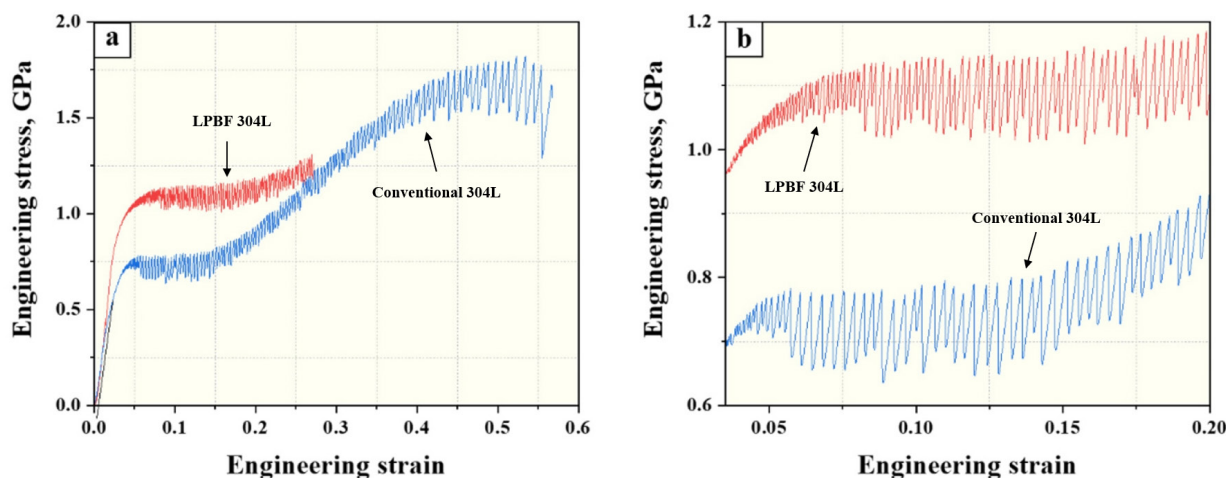 a
Engineering stress, GPa
2.0
1.5
1.0
0.5
0.0
LPBF 304L
Conventional 304L
0.0 0.1 0.2 0.3 0.4 0.5 0.6
Engineering strain
b
Engineering stress, GPa
1.2
1.0
0.8
0.6
LPBF 304L
Conventional 304L
0.05 0.10 0.15 0.20
Engineering strain